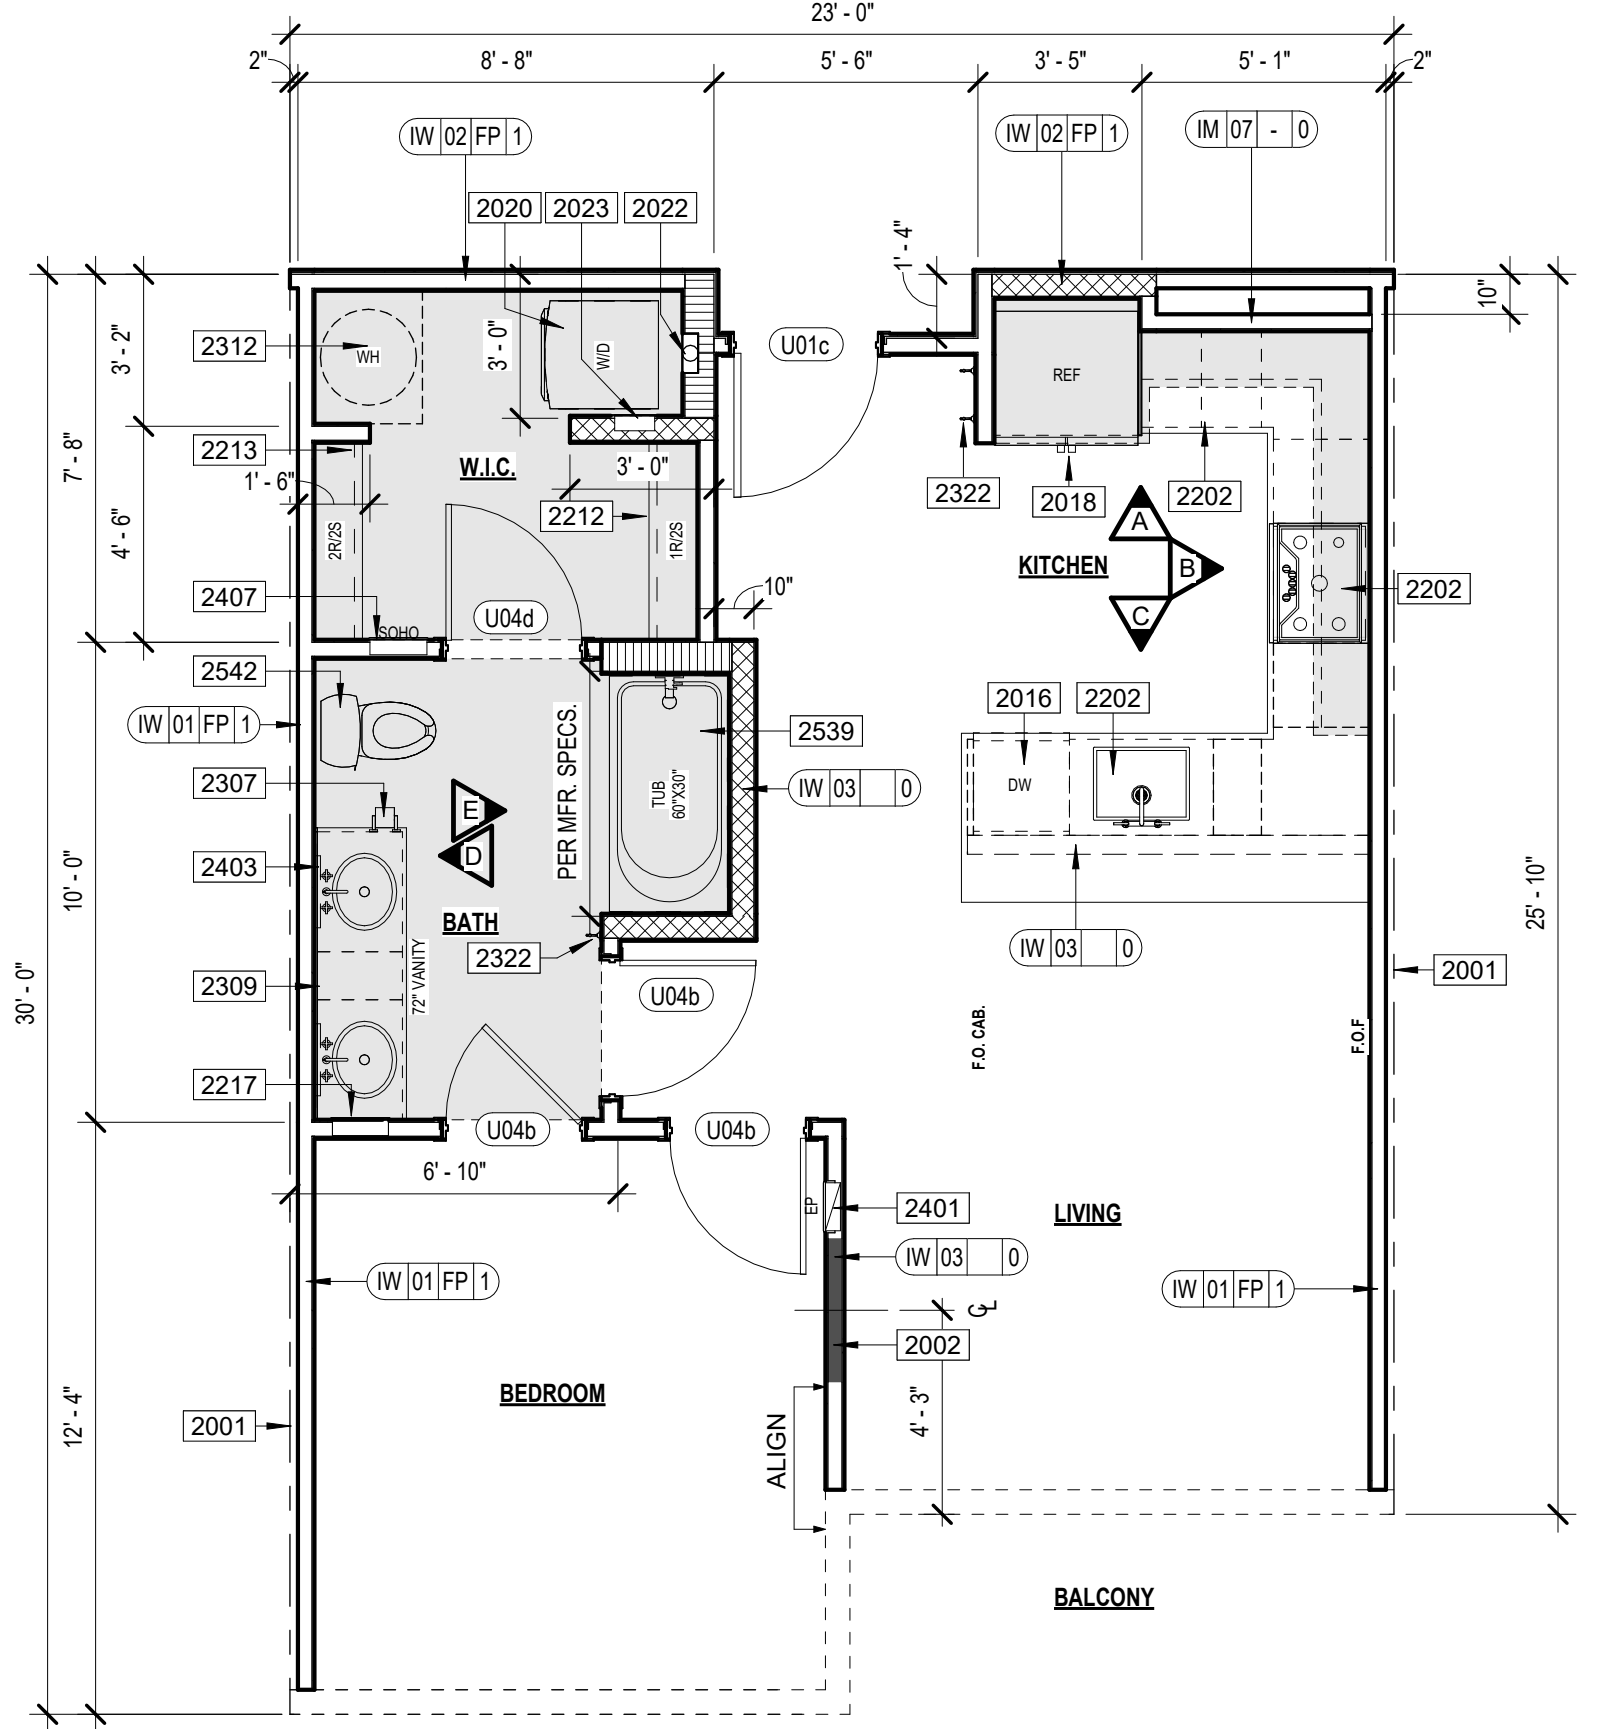 23' - 0"
2" 8' - 8" 5' - 6" 3' - 5" 5' - 1" 2"
IW 02 FP 1
IW 02 FP 1
IM 07 - 0
2020 2023 2022
1' - 4"
10"
3' - 2"
2312
WH
3' - 0"
W/D
U01c
REF
7' - 8"
2213
1' - 6"
W.I.C.
3' - 0"
2322
2018
2202
4' - 6"
2212
2R/2S
1R/2S
A
KITCHEN
B
C
2407
10"
2202
SOHO
U04d
2542
IW 01 FP 1
PER MFR. SPECS.
2539
2016
2202
TUB
60"X30"
IW 03 0
DW
2307
E
D
2403
10' - 0"
25' - 10"
BATH
2322
IW 03 0
2001
30' - 0"
2309
72" VANITY
U04b
F.O. CAB.
F.O.F
2217
U04b
U04b
6' - 10"
EP
2401
LIVING
IW 03 0
IW 01 FP 1
IW 01 FP 1
CL
2002
BEDROOM
12' - 4"
2001
ALIGN
4' - 3"
BALCONY